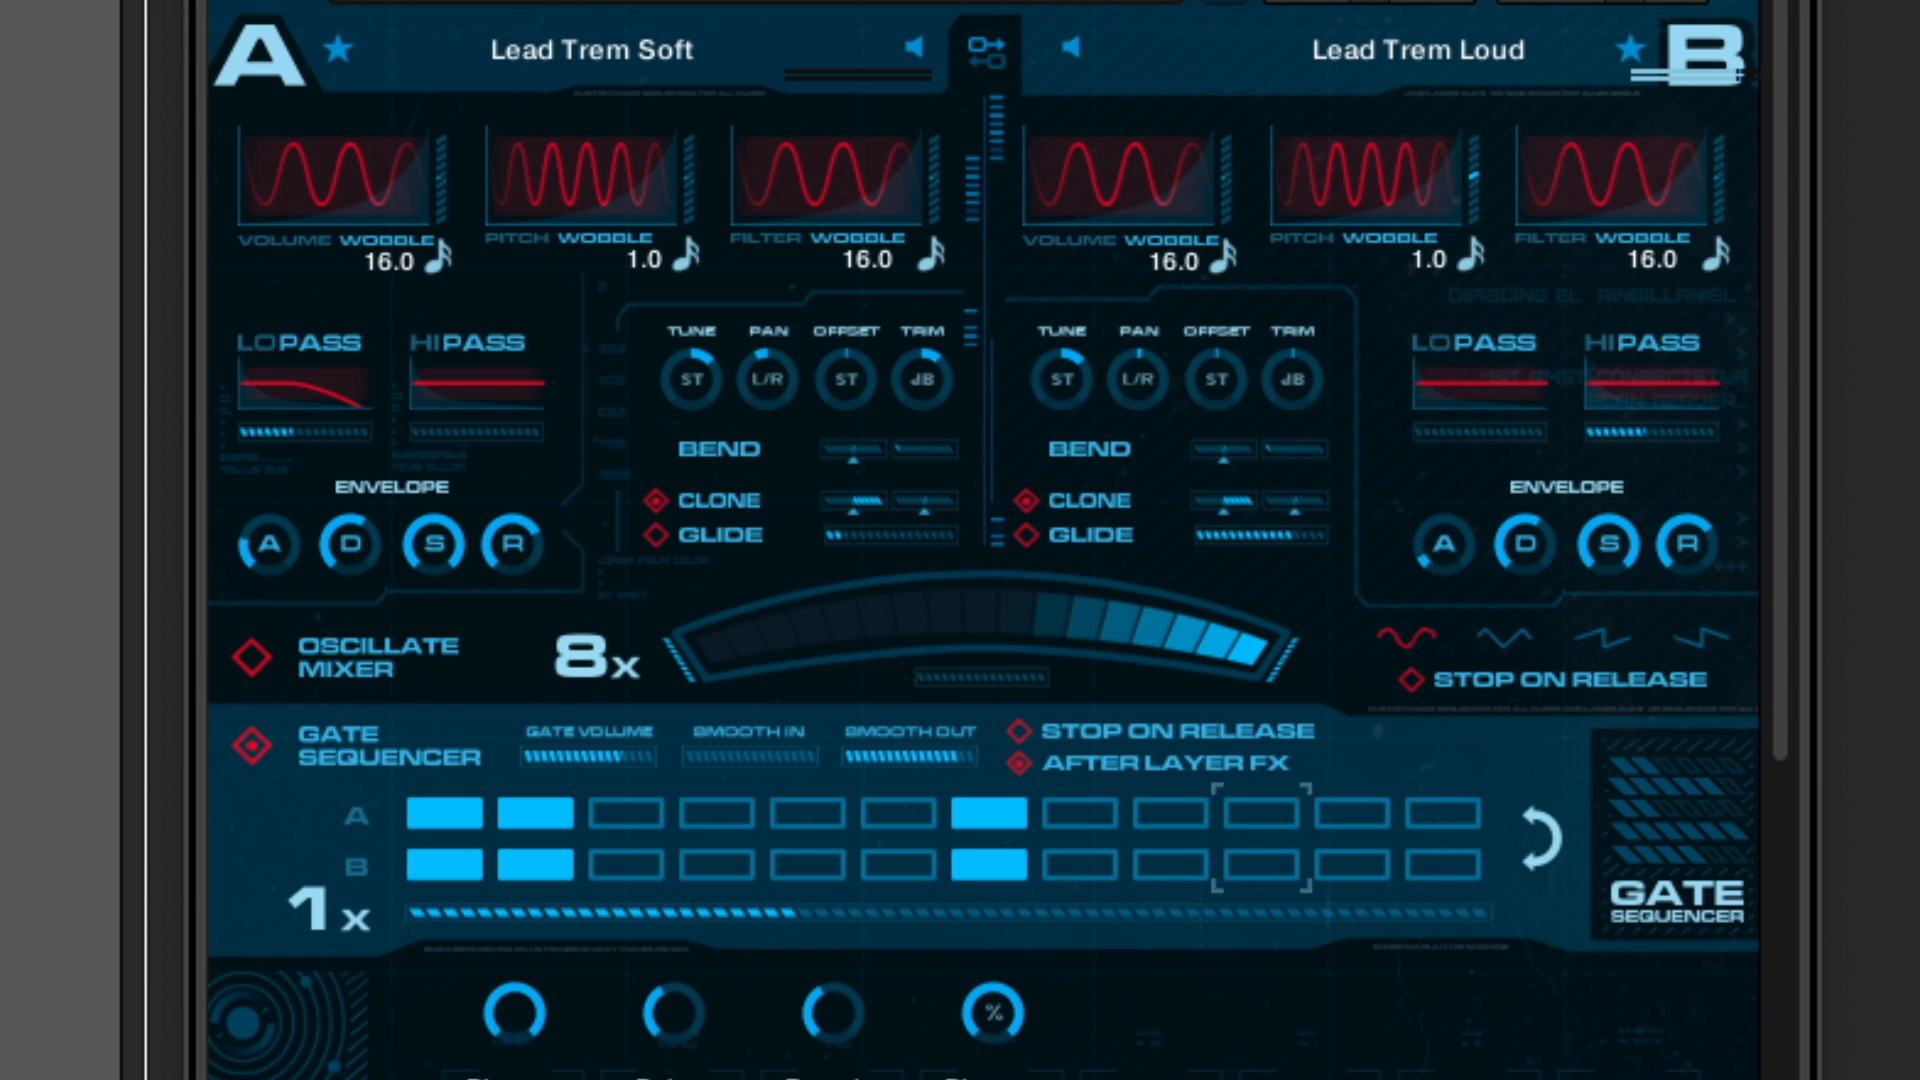 A
Lead Trem Soft
Lead Trem Loud
B
VOLUME WOBBLE
PITCH WOBBLE
FILTER WOBBLE
VOLUME WOBBLE
PITCH WOBBLE
FILTER WOBBLE
16.0
1.0
16.0
16.0
1.0
16.0
LOPASS
HIPASS
TUNE
PAN
OFFSET
TRIM
ST
L/R
ST
dB
TUNE
PAN
OFFSET
TRIM
ST
L/R
ST
dB
LOPASS
HIPASS
BEND
BEND
ENVELOPE
CLONE
CLONE
ENVELOPE
GLIDE
GLIDE
A
D
S
R
A
D
S
R
OSCILLATE
MIXER
8x
STOP ON RELEASE
GATE
SEQUENCER
GATE VOLUME
SMOOTH IN
SMOOTH OUT
STOP ON RELEASE
AFTER LAYER FX
A
B
1x
GATE
SEQUENCER
%